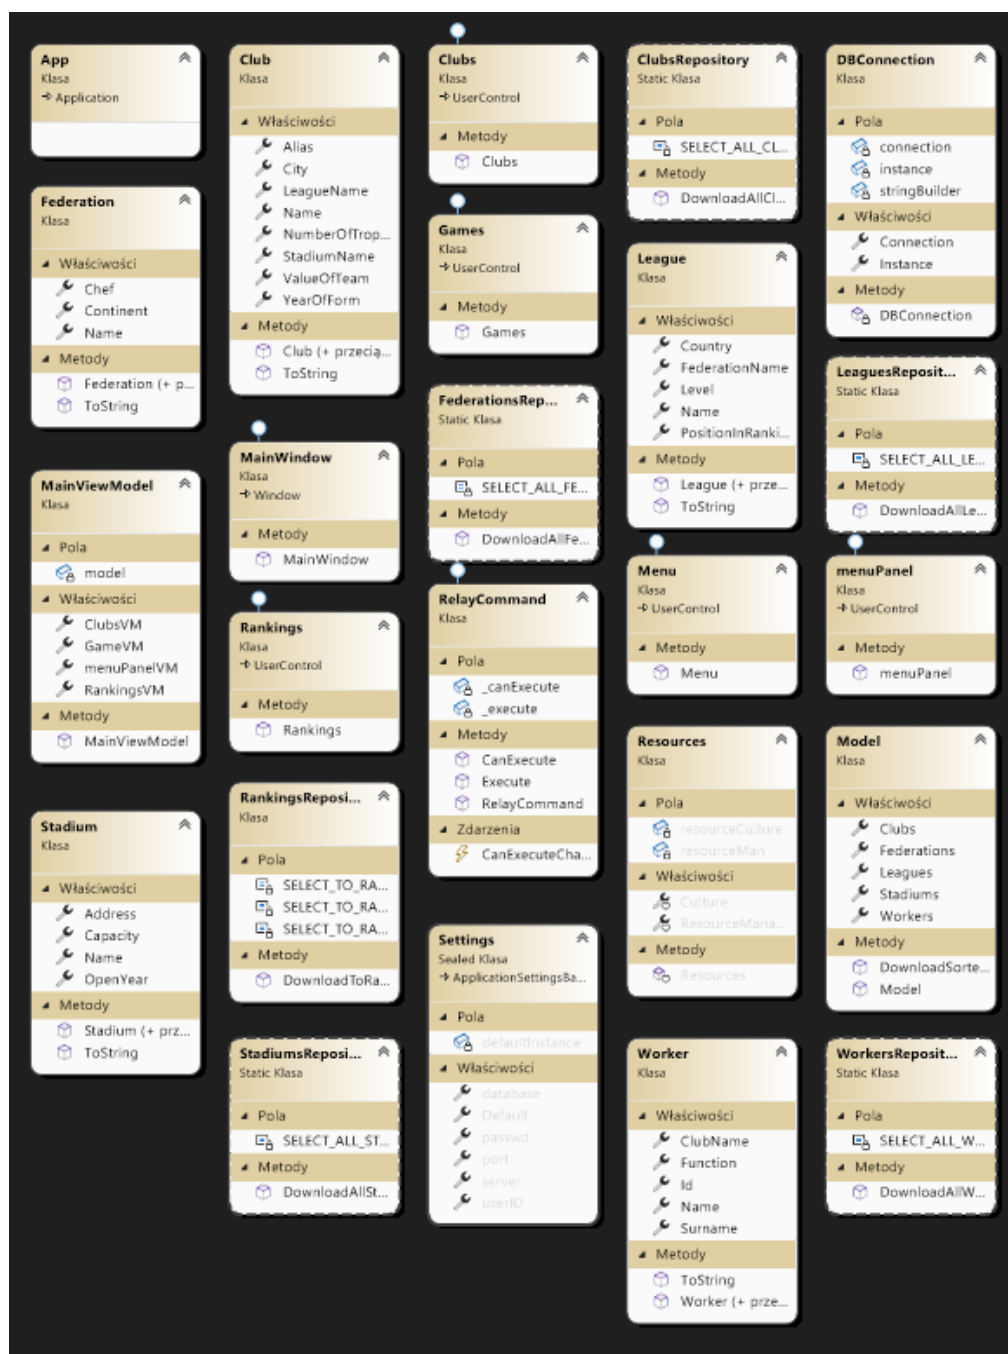 App
Klasa
Application
Federation
Klasa
Właściwości
Chef
Continent
Name
Metody
Federation (+ p...
ToString
MainViewModel
Klasa
Pola
model
Właściwości
ClubsVM
GameVM
menuPanelVM
RankingsVM
Metody
MainViewModel
Stadium
Klasa
Właściwości
Address
Capacity
Name
OpenYear
Metody
Stadium (+ prz...
ToString
Club
Klasa
Właściwości
Alias
City
LeagueName
Name
NumberOfTrop...
StadiumName
ValueOfTeam
YearOfForm
Metody
Club (+ przecią...
ToString
MainWindow
Klasa
Window
Metody
MainWindow
Rankings
Klasa
UserControl
Metody
Rankings
RankingsReposi...
Klasa
Pola
SELECT_TO_RA...
SELECT_TO_RA...
SELECT_TO_RA...
Metody
DownloadToRa...
StadiumsReposi...
Static Klasa
Pola
SELECT_ALL_ST...
Metody
DownloadAllSt...
Clubs
Klasa
UserControl
Metody
Clubs
Games
Klasa
UserControl
Metody
Games
FederationsRep...
Static Klasa
Pola
SELECT_ALL_FE...
Metody
DownloadAllFe...
RelayCommand
Klasa
Pola
_canExecute
_execute
Metody
CanExecute
Execute
RelayCommand
Zdarzenia
CanExecuteCha...
Settings
Sealed Klasa
ApplicationSettingsBa...
Pola
defaultInstance
Właściwości
database
Default
passwd
port
server
userID
ClubsRepository
Static Klasa
Pola
SELECT_ALL_CL...
Metody
DownloadAllCl...
League
Klasa
Właściwości
Country
FederationName
Level
Name
PositionInRanki...
Metody
League (+ prze...
ToString
Menu
Klasa
UserControl
Metody
Menu
Resources
Klasa
Pola
resourceCulture
resourceMan
Właściwości
Culture
ResourceMana...
Metody
Resources
Worker
Klasa
Właściwości
ClubName
Function
Id
Name
Surname
Metody
ToString
Worker (+ prze...
DBConnection
Klasa
Pola
connection
instance
stringBuilder
Właściwości
Connection
Instance
Metody
DBConnection
LeaguesReposit...
Static Klasa
Pola
SELECT_ALL_LE...
Metody
DownloadAllLe...
menuPanel
Klasa
UserControl
Metody
menuPanel
Model
Klasa
Właściwości
Clubs
Federations
Leagues
Stadiums
Workers
Metody
DownloadSorte...
Model
WorkersReposit...
Static Klasa
Pola
SELECT_ALL_W...
Metody
DownloadAllW...